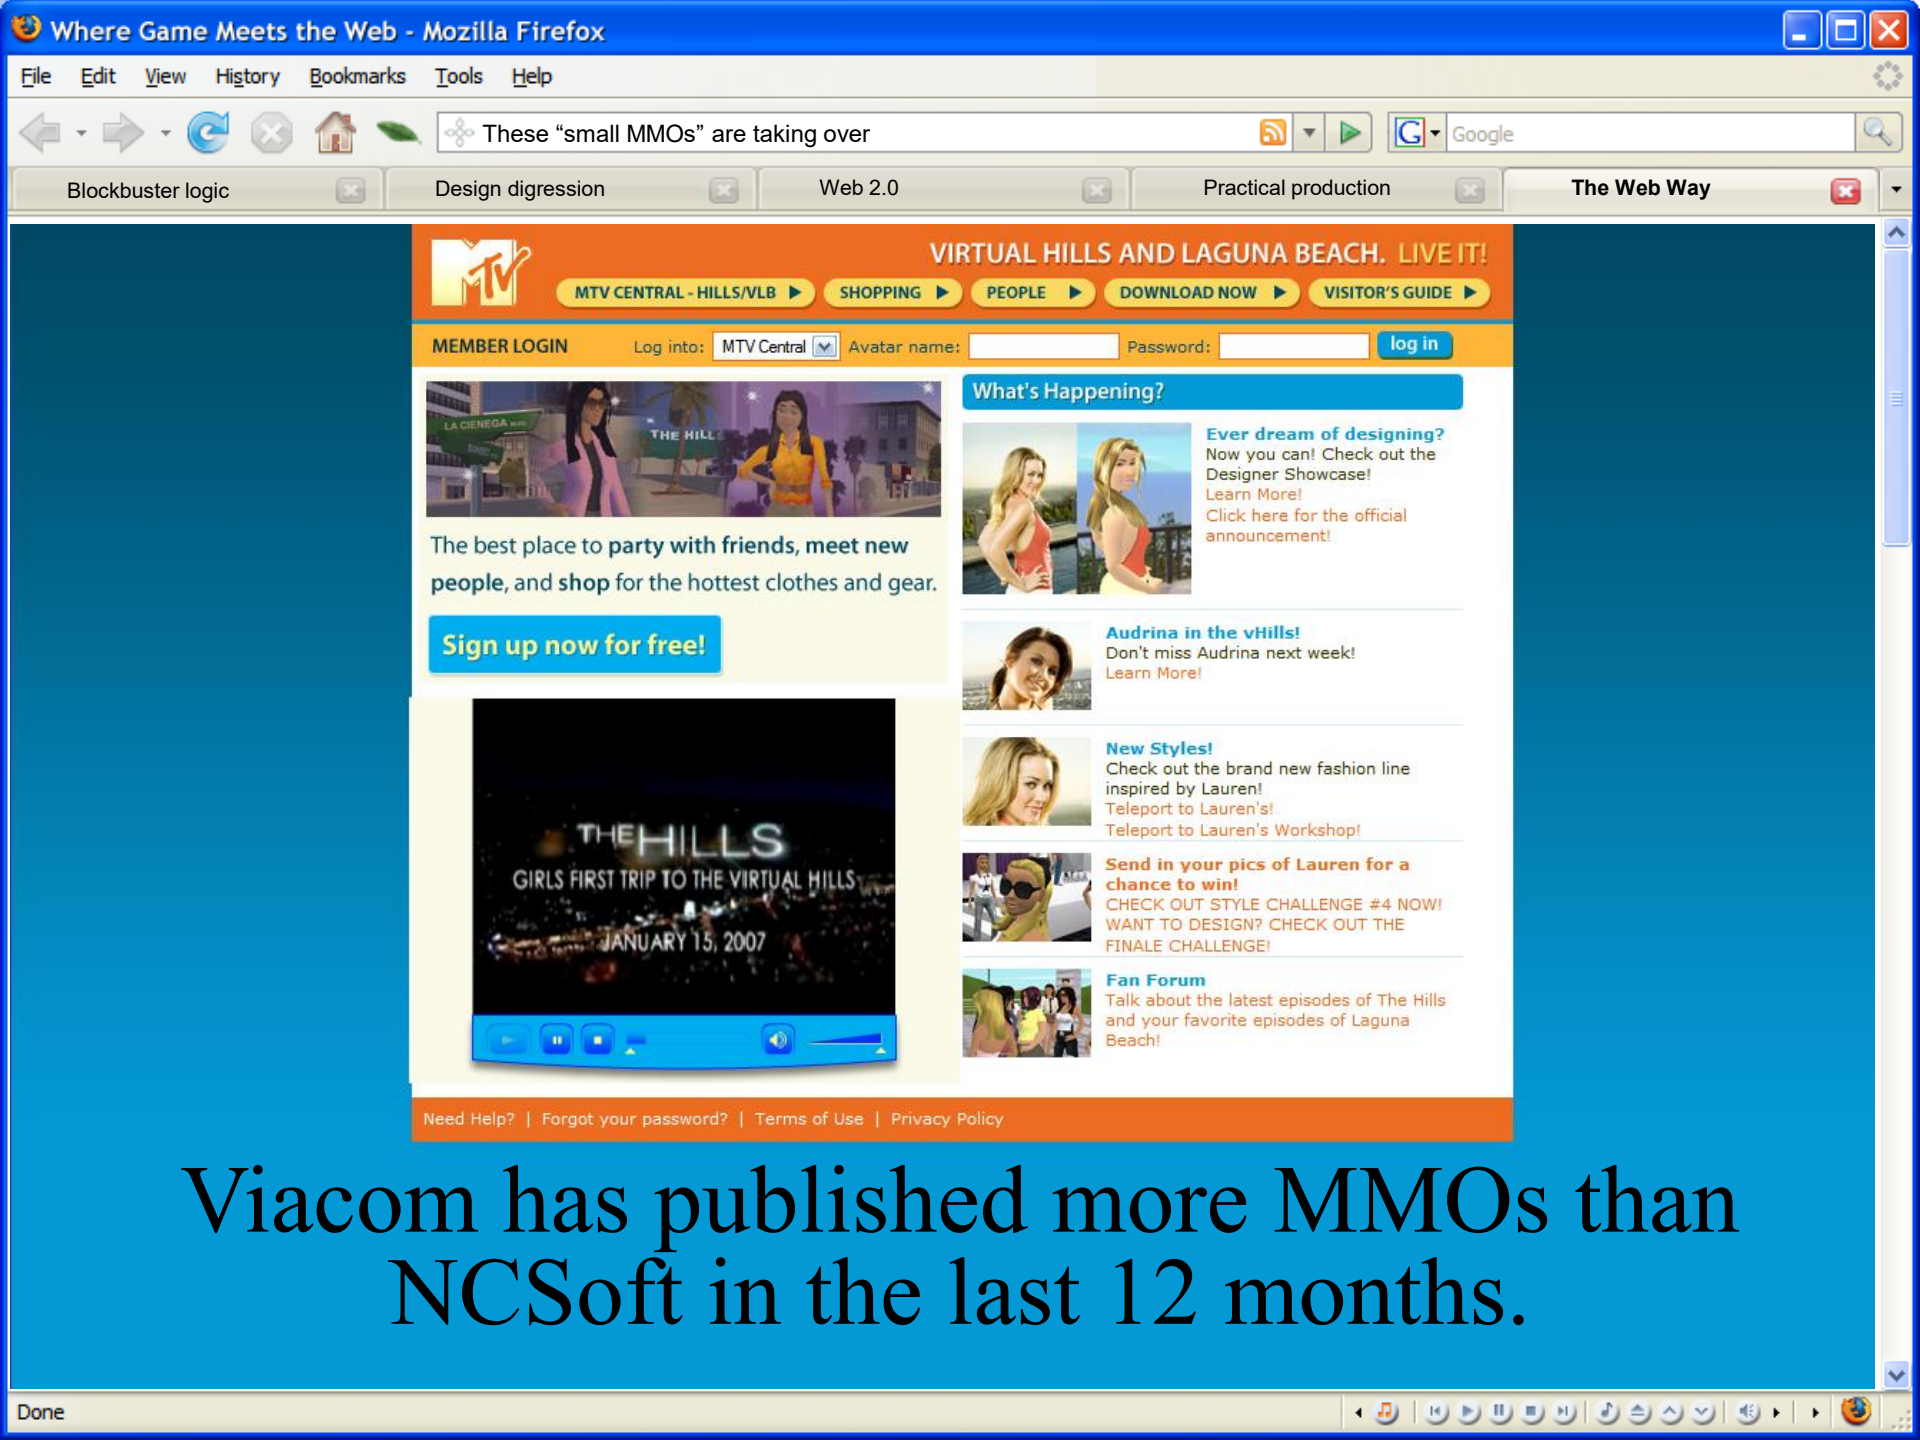 Where Game Meets the Web - Mozilla Firefox
File Edit View History Bookmarks Tools Help
These “small MMOs” are taking over
G Google
Blockbuster logic
Design digression
Web 2.0
Practical production
The Web Way
MTV
VIRTUAL HILLS AND LAGUNA BEACH. LIVE IT!
MTV CENTRAL - HILLS/VLB SHOPPING PEOPLE DOWNLOAD NOW VISITOR'S GUIDE
MEMBER LOGIN Log into: MTV Central Avatar name: Password: log in
LA CIENEGA
THE HILLS
The best place to party with friends, meet new
people, and shop for the hottest clothes and gear.
Sign up now for free!
THE HILLS
GIRLS FIRST TRIP TO THE VIRTUAL HILLS
JANUARY 15, 2007
What's Happening?
Ever dream of designing?
Now you can! Check out the
Designer Showcase!
Learn More!
Click here for the official
announcement!
Audrina in the vHills!
Don't miss Audrina next week!
Learn More!
New Styles!
Check out the brand new fashion line
inspired by Lauren!
Teleport to Lauren's!
Teleport to Lauren's Workshop!
Send in your pics of Lauren for a
chance to win!
CHECK OUT STYLE CHALLENGE #4 NOW!
WANT TO DESIGN? CHECK OUT THE
FINALE CHALLENGE!
Fan Forum
Talk about the latest episodes of The Hills
and your favorite episodes of Laguna
Beach!
Need Help? | Forgot your password? | Terms of Use | Privacy Policy
Viacom has published more MMOs than
NCSoft in the last 12 months.
Done